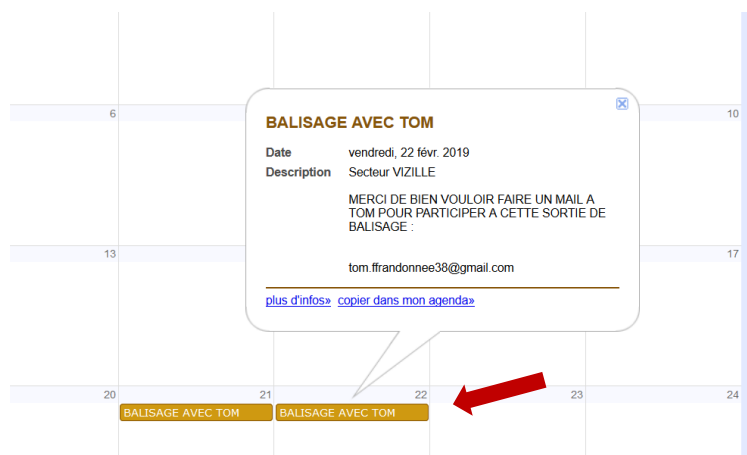 6
10
BALISAGE AVEC TOM
Date vendredi, 22 févr. 2019
Description Secteur VIZILLE
MERCI DE BIEN VOULOIR FAIRE UN MAIL A
TOM POUR PARTICIPER A CETTE SORTIE DE
BALISAGE :
tom.ffrandonnee38@gmail.com
plus d'infos» copier dans mon agenda»
13
17
20 21 22 23 24
BALISAGE AVEC TOM BALISAGE AVEC TOM